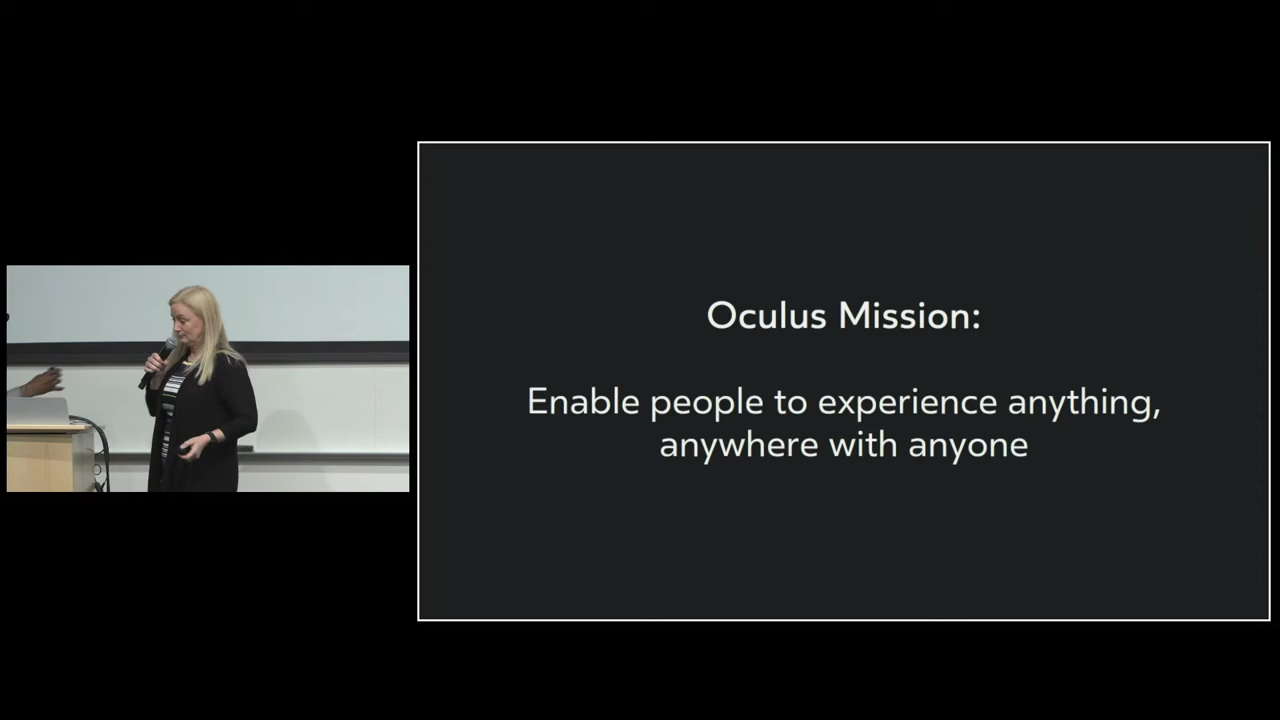 Oculus Mission:
Enable people to experience anything,
anywhere with anyone